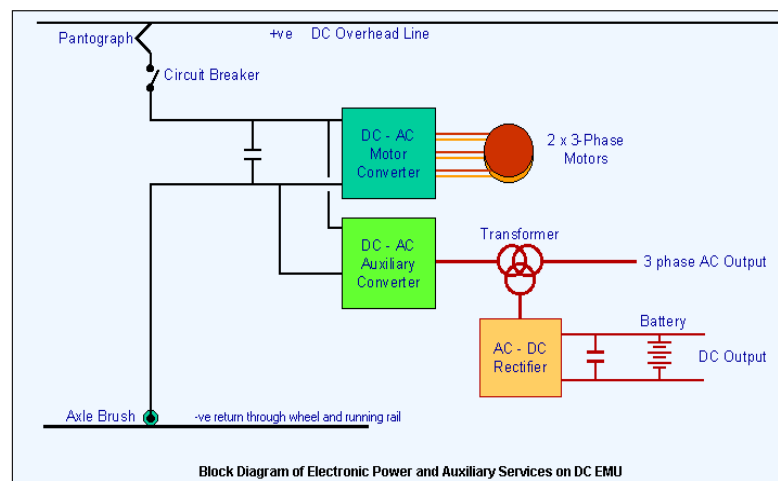 +ve DC Overhead Line
Pantograph
Circuit Breaker
DC - AC
Motor
Converter
2 x 3-Phase
Motors
DC - AC
Auxiliary
Converter
Transformer
3 phase AC Output
AC - DC
Rectifier
Battery
DC Output
Axle Brush
-ve return through wheel and running rail
Block Diagram of Electronic Power and Auxiliary Services on DC EMU